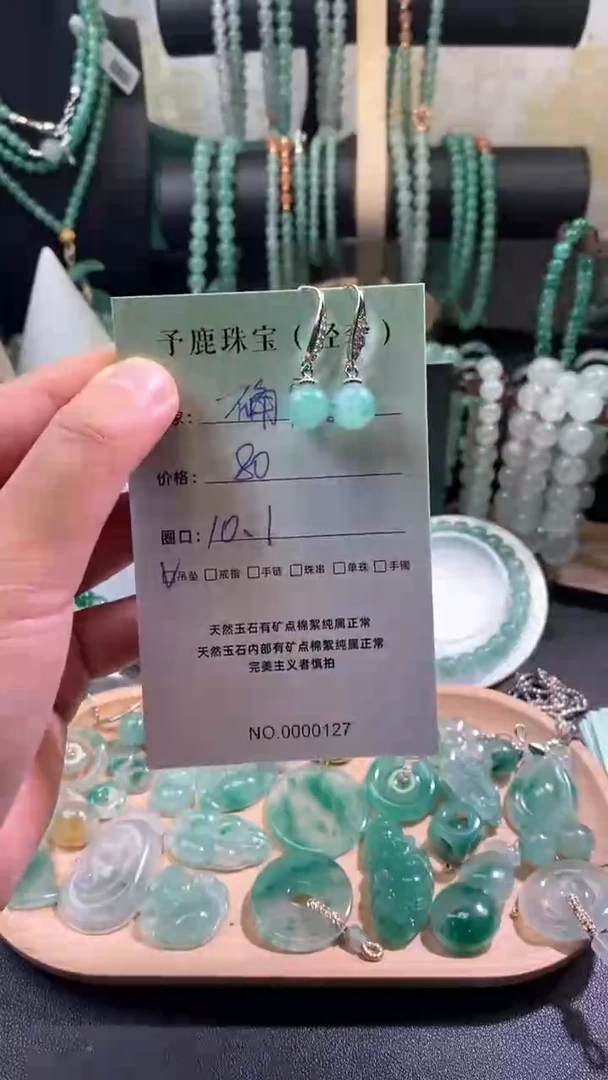 予鹿珠宝（
家：
价格：80
圈口：10.1
吊坠 戒指 手链 珠串 单珠 手镯
天然玉石有矿点棉絮纯属正常
天然玉石内部有矿点棉絮纯属正常
完美主义者慎拍
NO.0000127